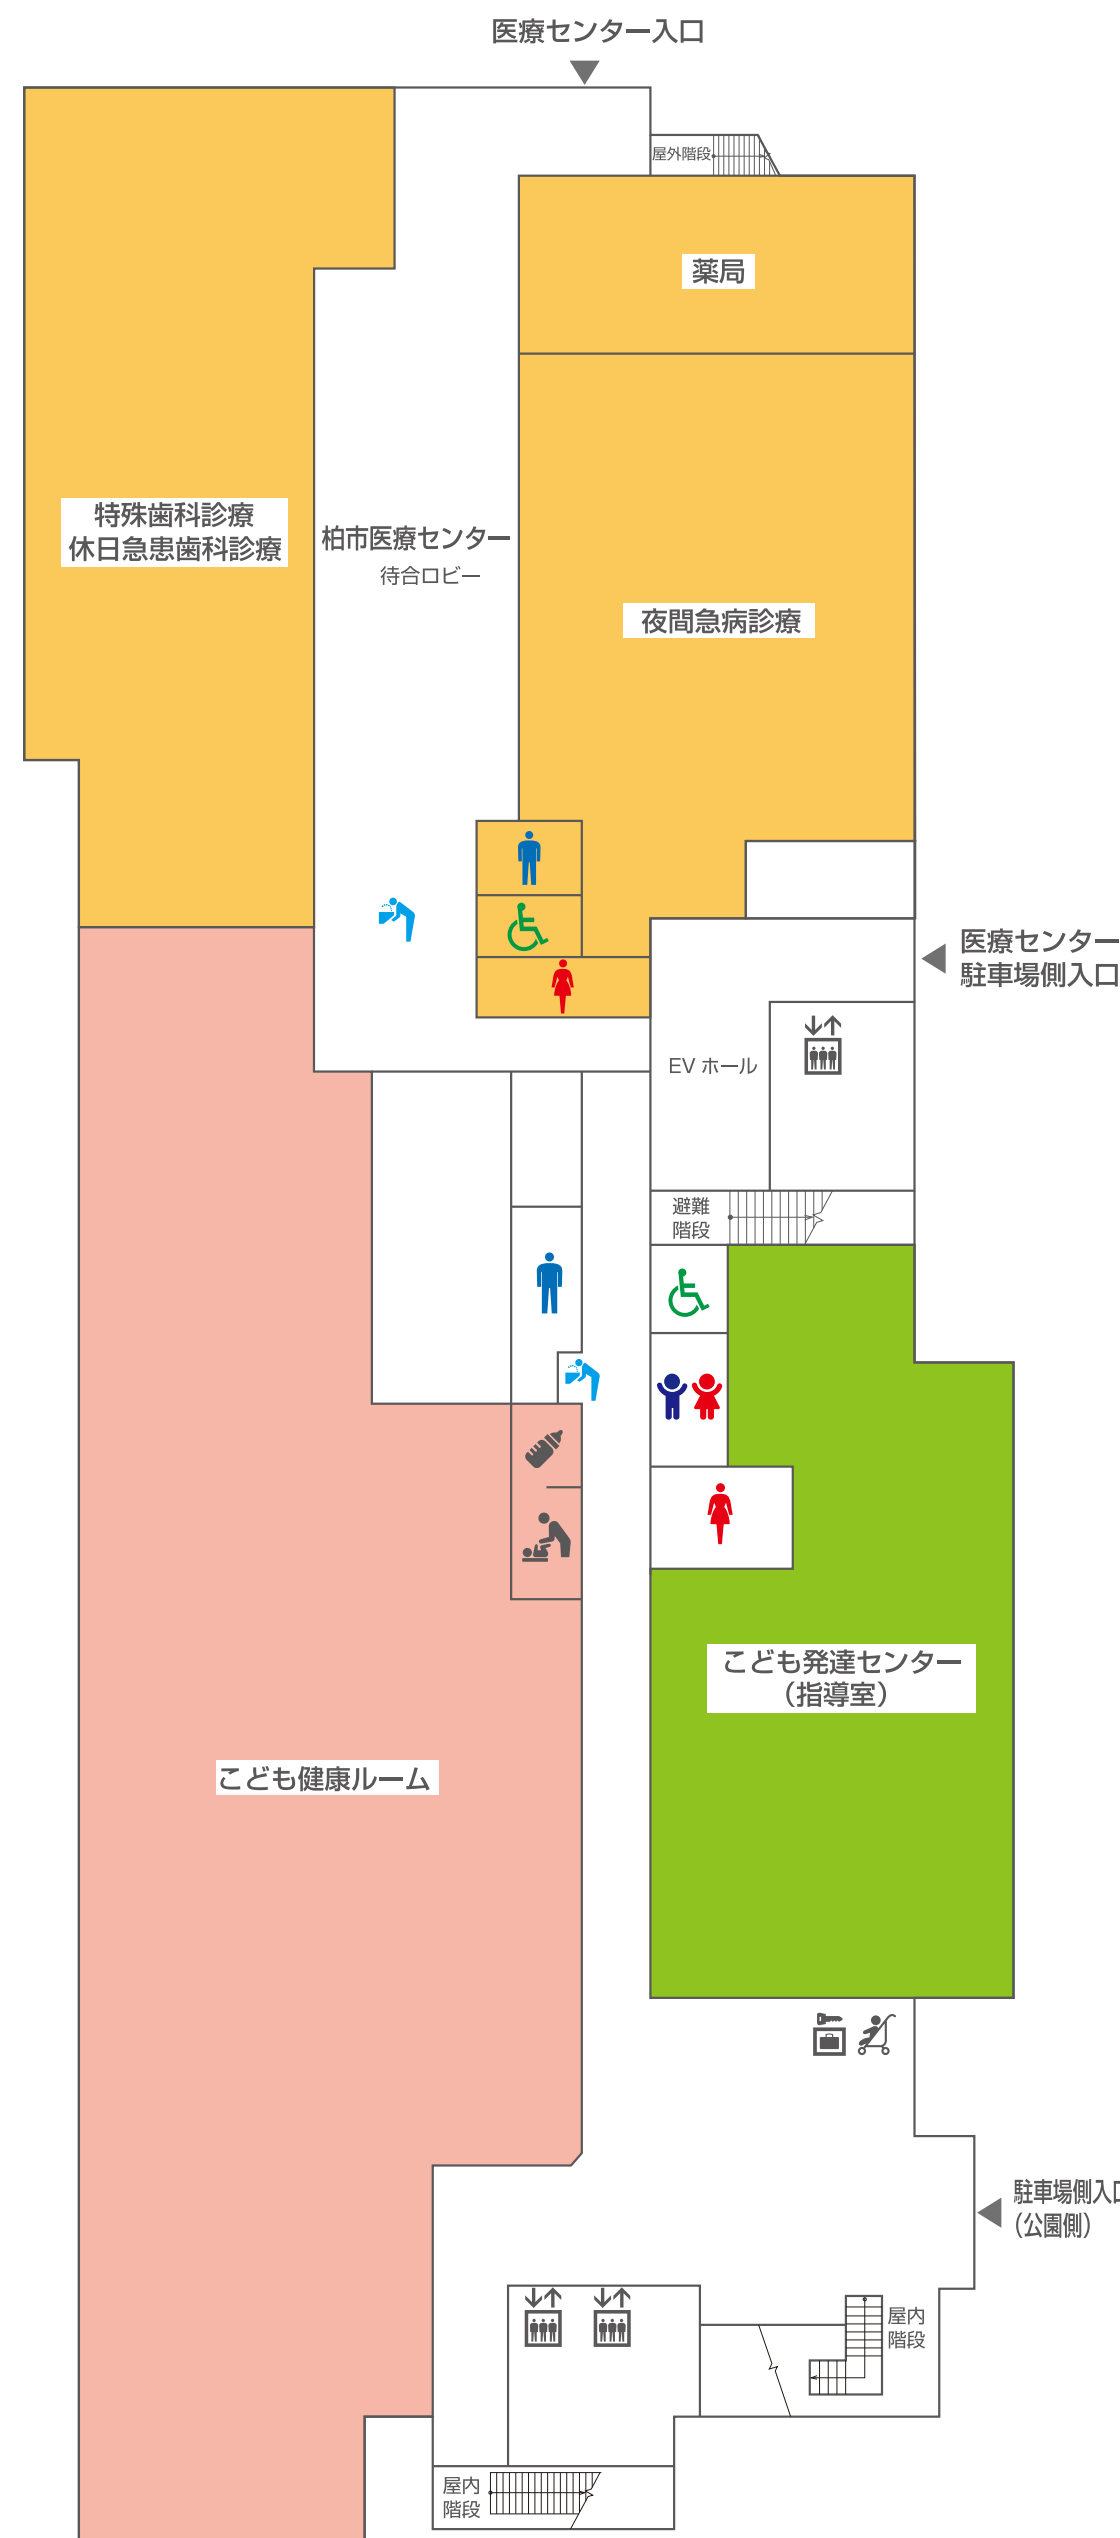 医療センター入口
屋外階段
薬局
特殊歯科診療
休日急患歯科診療
柏市医療センター
待合ロビー
夜間急病診療
医療センター
駐車場側入口
EV ホール
避難
階段
こども発達センター
（指導室）
こども健康ルーム
駐車場側入口
（公園側）
屋内
階段
屋内
階段